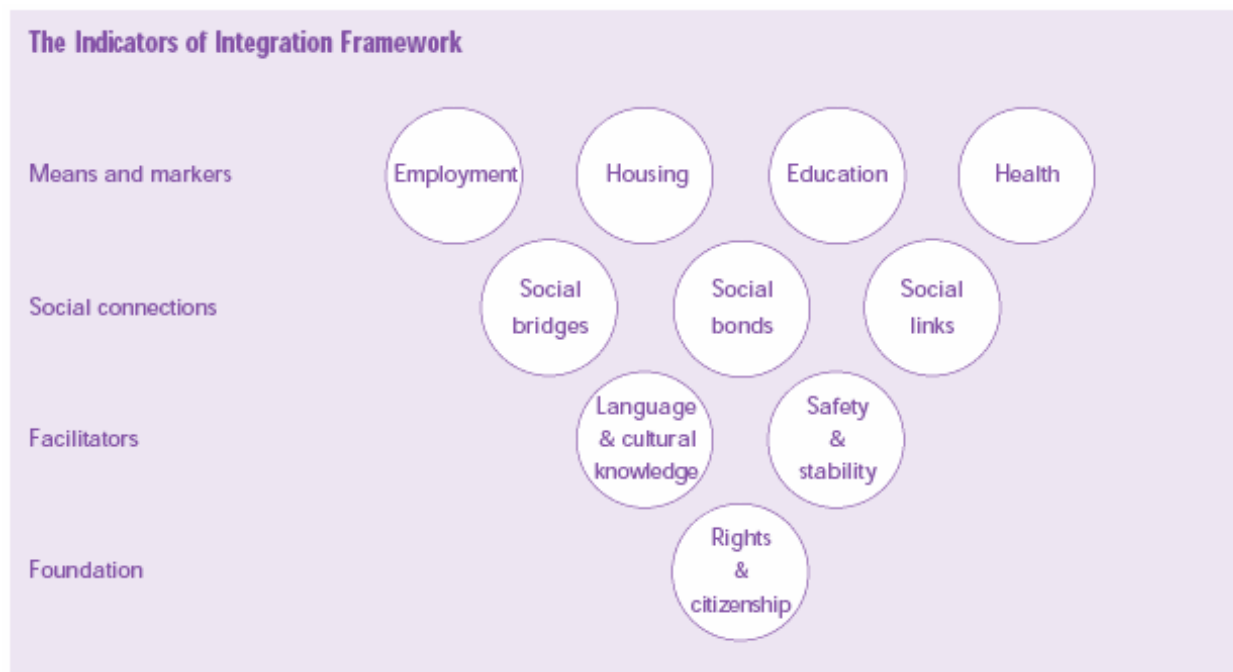 The Indicators of Integration Framework
Means and markers
Employment
Housing
Education
Health
Social connections
Social
bridges
Social
bonds
Social
links
Facilitators
Language
& cultural
knowledge
Safety
&
stability
Foundation
Rights
&
citizenship